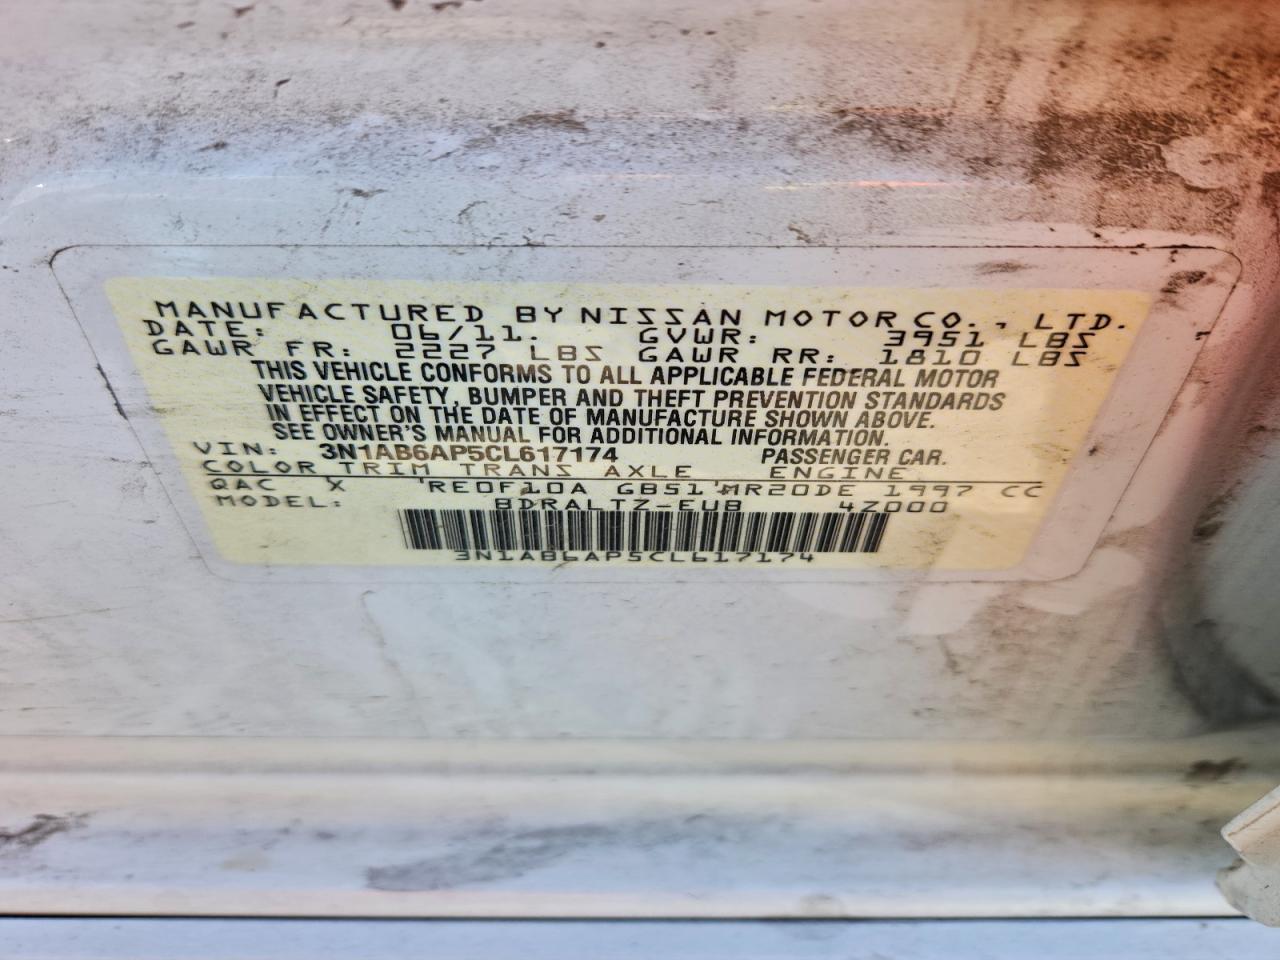 MANUFACTURED BY NISSAN MOTOR CO., LTD.
DATE: 06/11. GVWR: 3951 LBS
GAWR FR: 2227 LBS GAWR RR: 1810 LBS
THIS VEHICLE CONFORMS TO ALL APPLICABLE FEDERAL MOTOR
VEHICLE SAFETY, BUMPER AND THEFT PREVENTION STANDARDS
IN EFFECT ON THE DATE OF MANUFACTURE SHOWN ABOVE.
SEE OWNER'S MANUAL FOR ADDITIONAL INFORMATION.
VIN: 3N1AB6AP5CL617174 PASSENGER CAR.
COLOR TRIM TRANS AXLE ENGINE
QAC X RE0F10A GB51 MR20DE 1997 CC
MODEL: BDRALTZ-EUB 4Z000
3N1AB6AP5CL617174